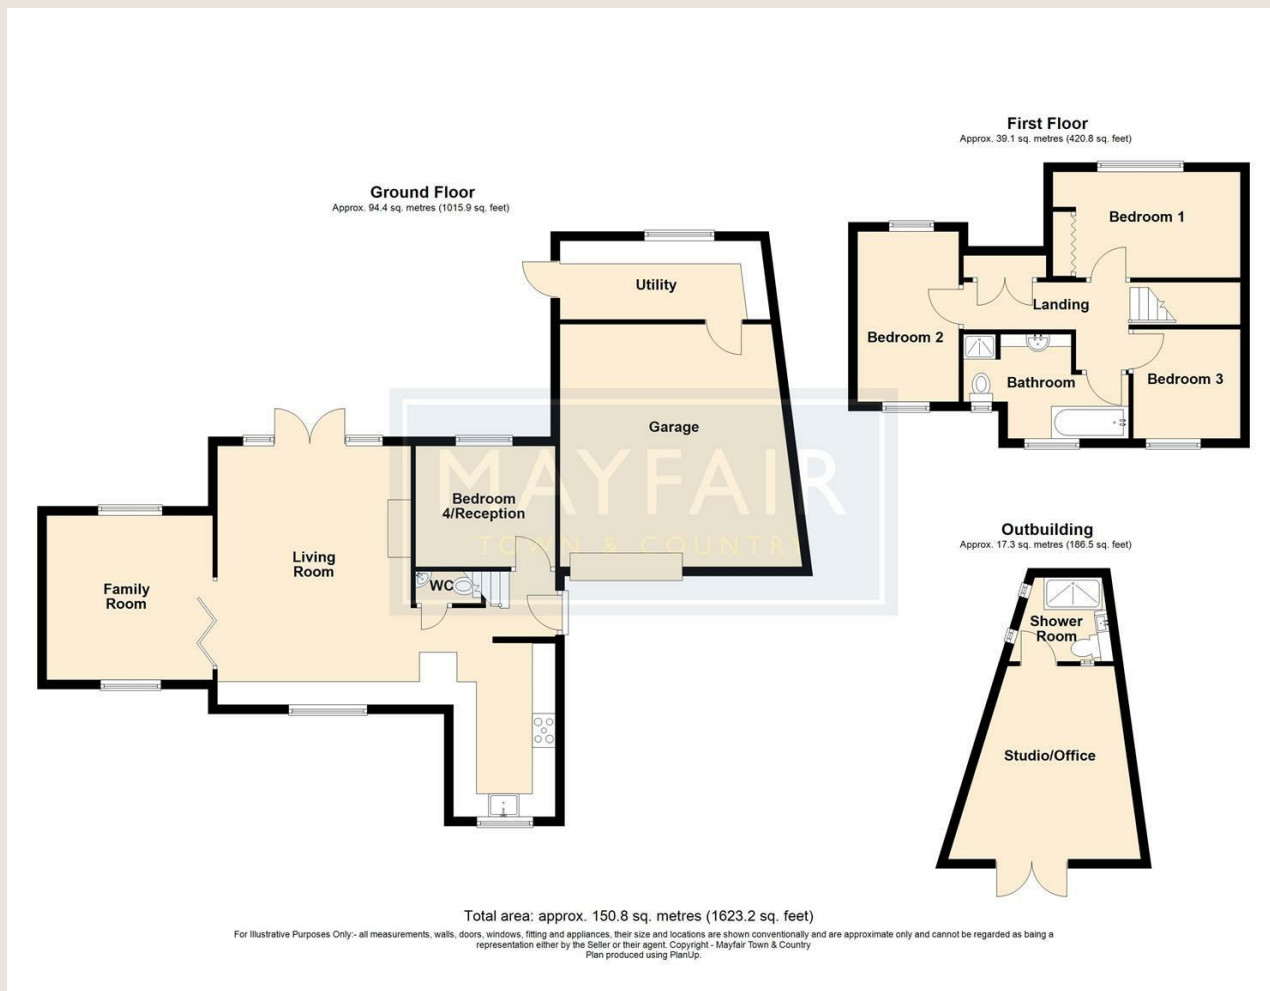 First Floor
Approx. 39.1 sq. metres (420.8 sq. feet)
Ground Floor
Approx. 94.4 sq. metres (1015.9 sq. feet)
Bedroom 1
Utility
Landing
Bedroom 2
Bathroom
Bedroom 3
Garage
MAYFAIR
TOWN & COUNTRY
Bedroom
4/Reception
Living
Room
WC
Family
Room
Outbuilding
Approx. 17.3 sq. metres (186.5 sq. feet)
Shower
Room
Studio/Office
Total area: approx. 150.8 sq. metres (1623.2 sq. feet)
For Illustrative Purposes Only:- all measurements, walls, doors, windows, fitting and appliances, their size and locations are shown conventionally and are approximate only and cannot be regarded as being a
representation either by the Seller or their agent. Copyright - Mayfair Town & Country
Plan produced using PlanUp.